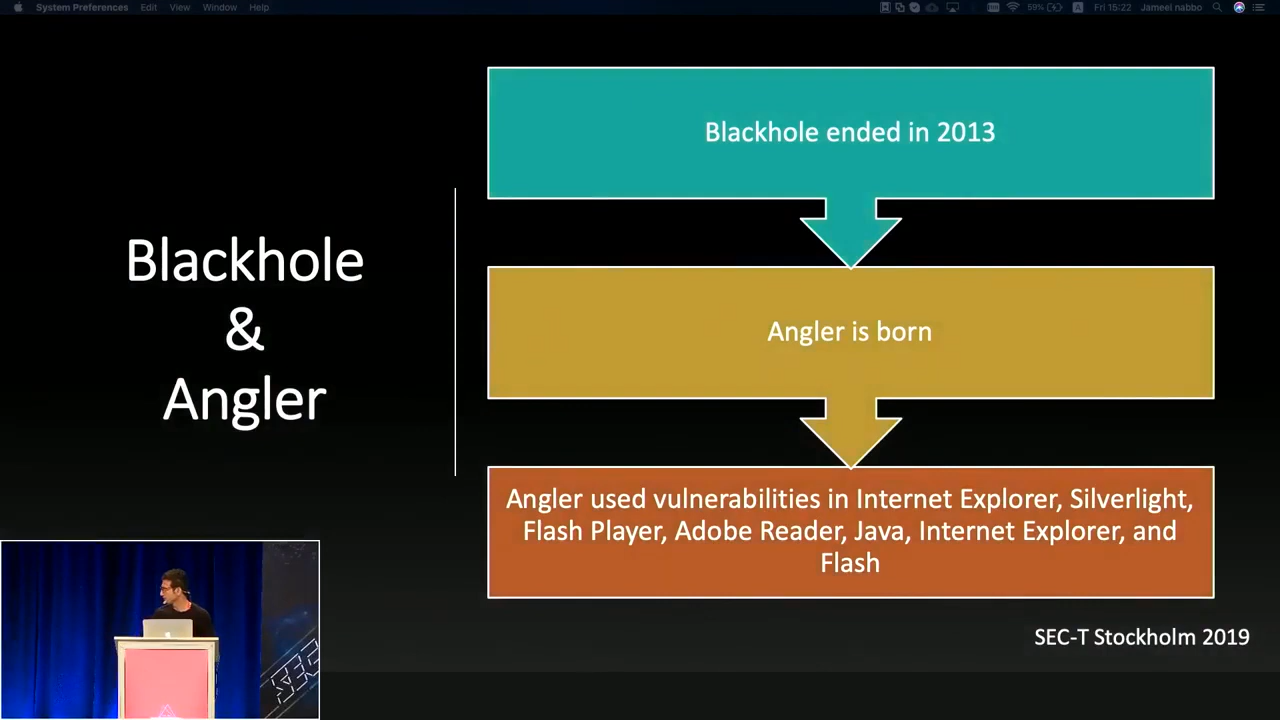 System Preferences Edit View Window Help
59% A Fri 15:22 Jameel nabbo
Blackhole
&
Angler
Blackhole ended in 2013
Angler is born
Angler used vulnerabilities in Internet Explorer, Silverlight,
Flash Player, Adobe Reader, Java, Internet Explorer, and
Flash
SEC-T Stockholm 2019
SEC